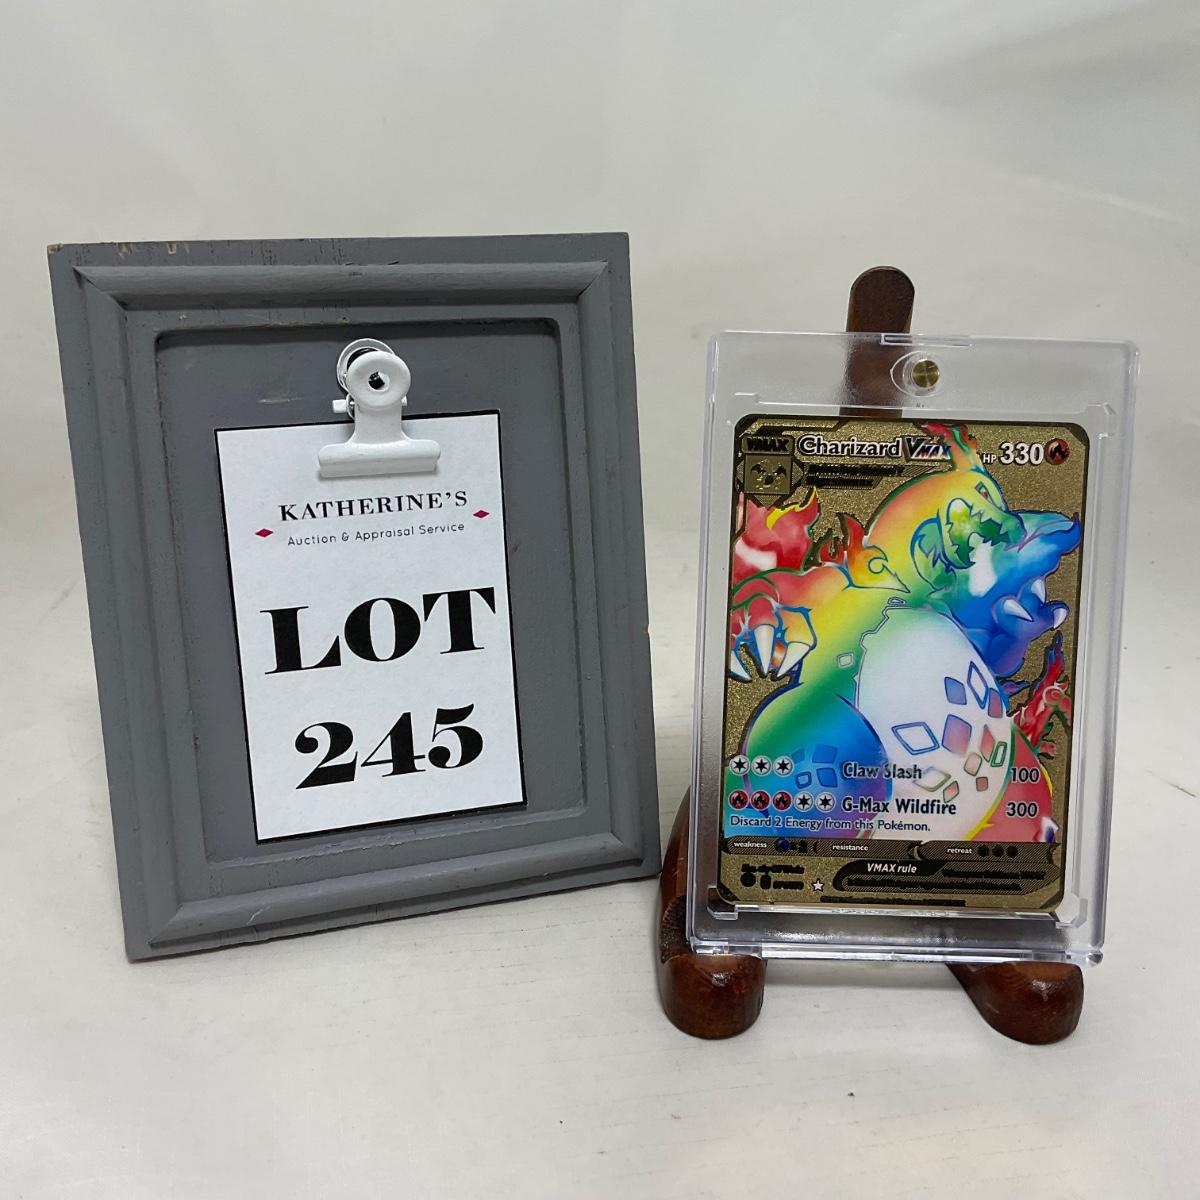 KATHERINE'S
Auction & Appraisal Service
LOT
245
VMAX Charizard VMAX HP 330
Claw Slash 100
G-Max Wildfire 300
Discard 2 Energy from this Pokémon.
weakness resistance retreat
VMAX rule